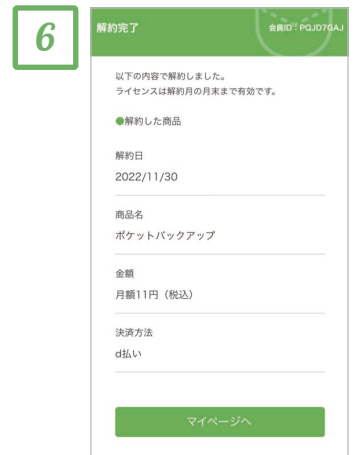 6
解約完了
会員ID：PQJD7GAJ
以下の内容で解約しました。
ライセンスは解約月の月末まで有効です。
●解約した商品
解約日
2022/11/30
商品名
ポケットバックアップ
金額
月額11円（税込）
決済方法
d払い
マイページへ